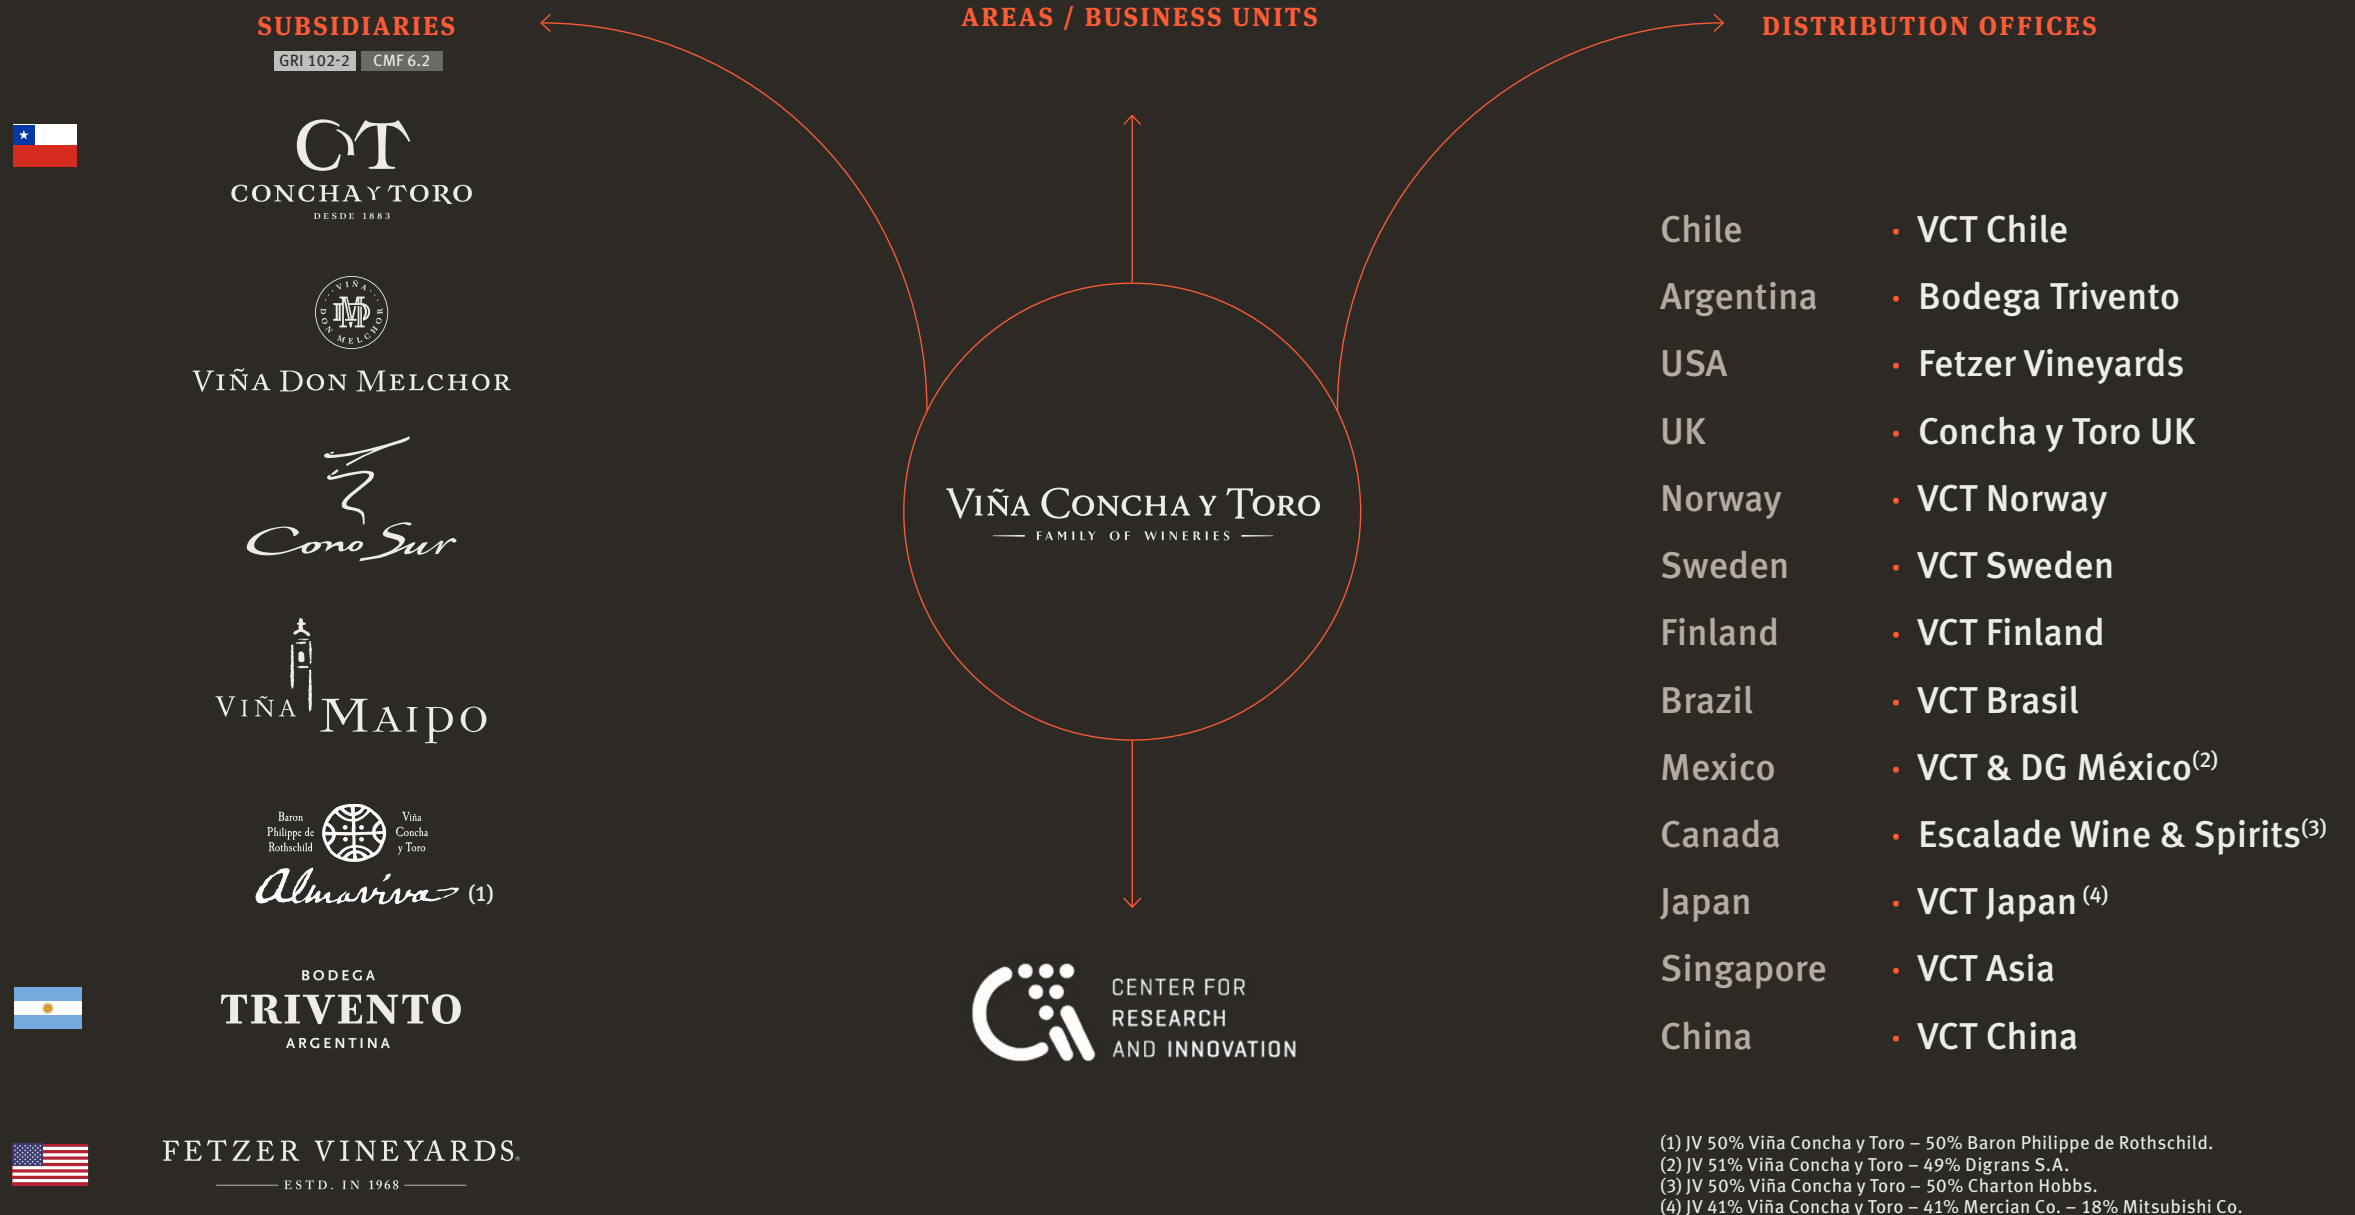 SUBSIDIARIES
GRI 102-2 CMF 6.2
CT
CONCHA Y TORO
DESDE 1883
VIÑA
DON MELCHOR
MD
VIÑA DON MELCHOR
Cono Sur
VIÑA MAIPO
Baron
Philippe de
Rothschild
Viña
Concha
y Toro
Almaviva (1)
BODEGA
TRIVENTO
ARGENTINA
FETZER VINEYARDS®
ESTD. IN 1968
AREAS / BUSINESS UNITS
VIÑA CONCHA Y TORO
FAMILY OF WINERIES
CENTER FOR
RESEARCH
AND INNOVATION
DISTRIBUTION OFFICES
Chile • VCT Chile
Argentina • Bodega Trivento
USA • Fetzer Vineyards
UK • Concha y Toro UK
Norway • VCT Norway
Sweden • VCT Sweden
Finland • VCT Finland
Brazil • VCT Brasil
Mexico • VCT & DG México(2)
Canada • Escalade Wine & Spirits(3)
Japan • VCT Japan (4)
Singapore • VCT Asia
China • VCT China
(1) JV 50% Viña Concha y Toro – 50% Baron Philippe de Rothschild.
(2) JV 51% Viña Concha y Toro – 49% Digrans S.A.
(3) JV 50% Viña Concha y Toro – 50% Charton Hobbs.
(4) JV 41% Viña Concha y Toro – 41% Mercian Co. – 18% Mitsubishi Co.